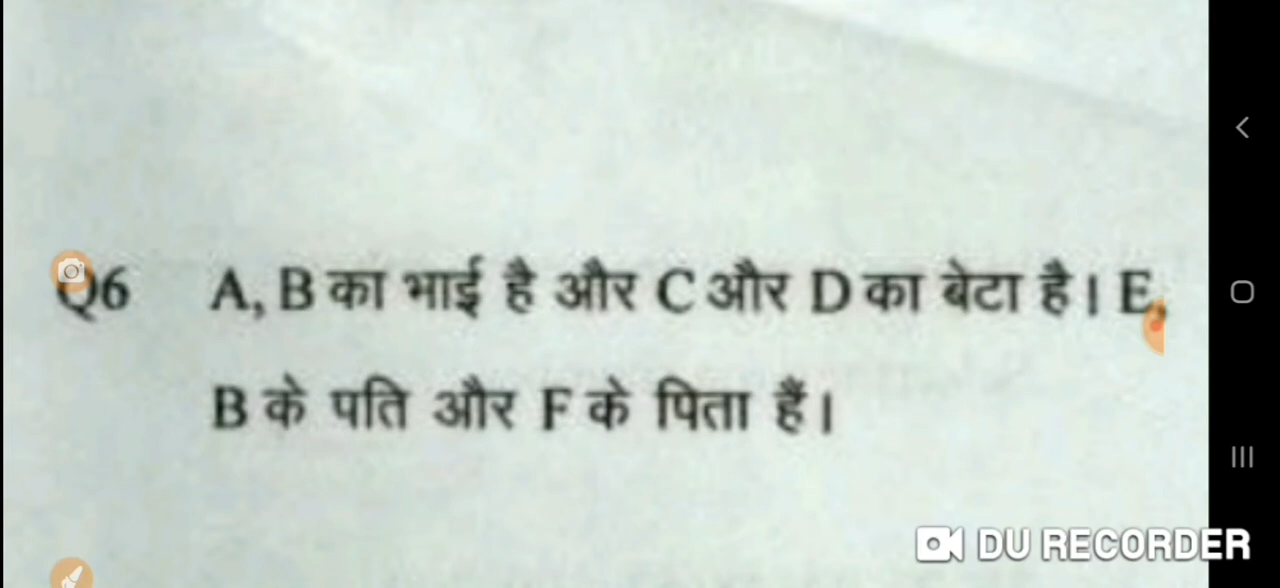 Q6 A, B का भाई है और C और D का बेटा है। E,
B के पति और F के पिता हैं।
DU RECORDER